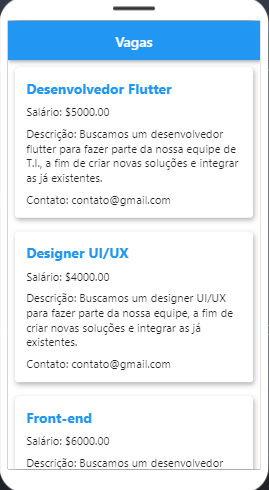 Vagas
Desenvolvedor Flutter
Salário: $5000.00
Descrição: Buscamos um desenvolvedor
flutter para fazer parte da nossa equipe de
T.I., a fim de criar novas soluções e integrar
as já existentes.
Contato: contato@gmail.com
Designer UI/UX
Salário: $4000.00
Descrição: Buscamos um designer UI/UX
para fazer parte da nossa equipe, a fim de
criar novas soluções e integrar as já
existentes.
Contato: contato@gmail.com
Front-end
Salário: $6000.00
Descrição: Buscamos um desenvolvedor